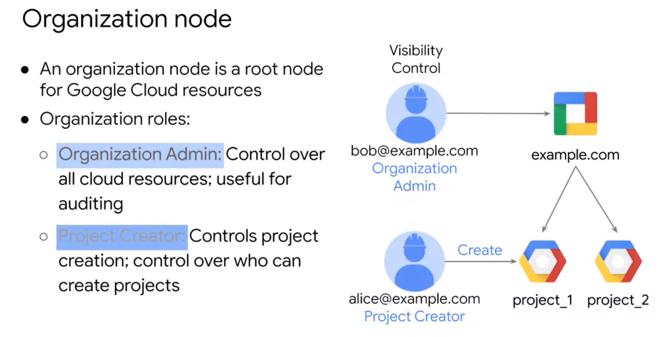 Organization node
• An organization node is a root node
for Google Cloud resources
• Organization roles:
○ Organization Admin: Control over
all cloud resources; useful for
auditing
○ Project Creator: Controls project
creation; control over who can
create projects
Visibility
Control
bob@example.com
Organization
Admin
example.com
Create
alice@example.com
Project Creator
project_1
project_2